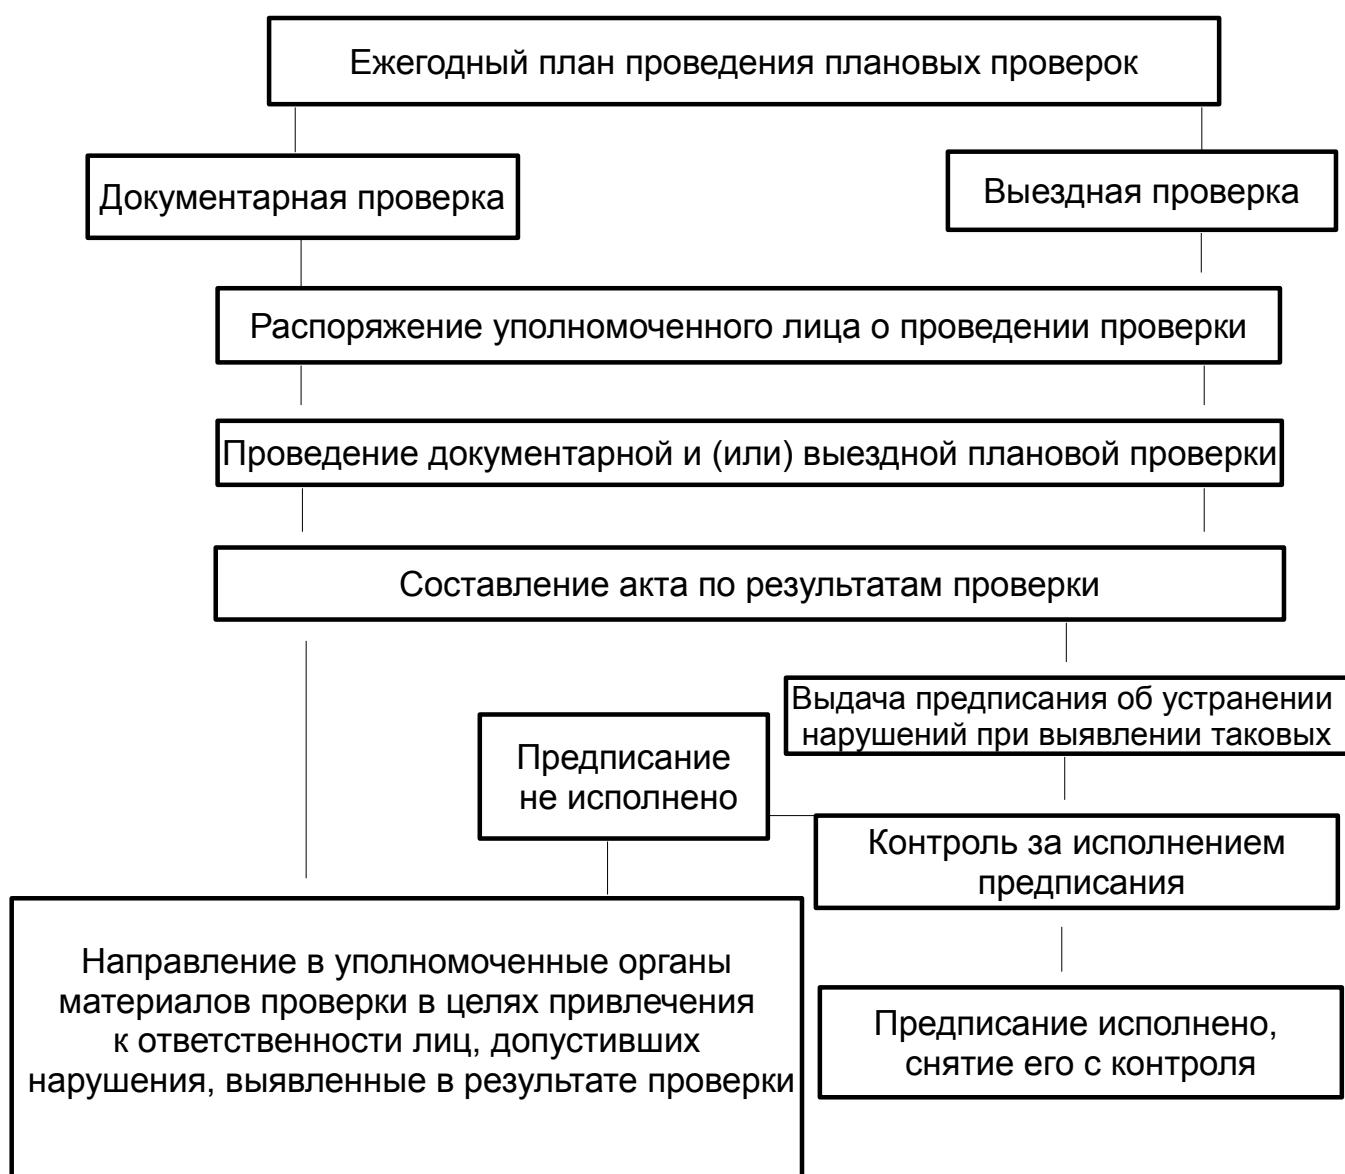 Ежегодный план проведения плановых проверок
Документарная проверка
Выездная проверка
Распоряжение уполномоченного лица о проведении проверки
Проведение документарной и (или) выездной плановой проверки
Составление акта по результатам проверки
Выдача предписания об устранении
нарушений при выявлении таковых
Предписание
не исполнено
Контроль за исполнением
предписания
Направление в уполномоченные органы
материалов проверки в целях привлечения
к ответственности лиц, допустивших
нарушения, выявленные в результате проверки
Предписание исполнено,
снятие его с контроля